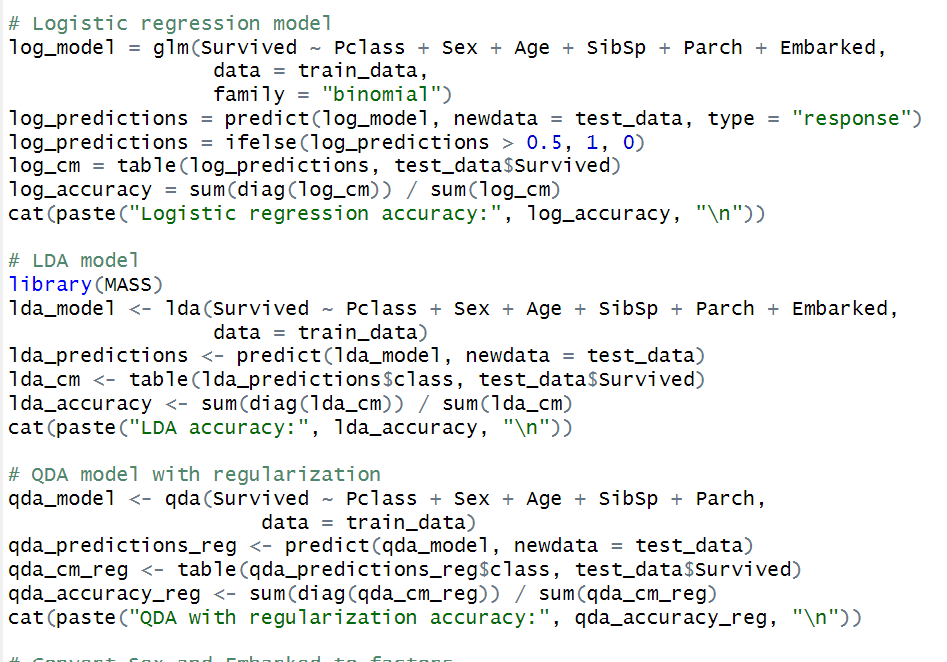 # Logistic regression model
log_model = glm(Survived ~ Pclass + Sex + Age + SibSp + Parch + Embarked,
                 data = train_data,
                 family = "binomial")
log_predictions = predict(log_model, newdata = test_data, type = "response")
log_predictions = ifelse(log_predictions > 0.5, 1, 0)
log_cm = table(log_predictions, test_data$Survived)
log_accuracy = sum(diag(log_cm)) / sum(log_cm)
cat(paste("Logistic regression accuracy:", log_accuracy, "\n"))

# LDA model
library(MASS)
lda_model <- lda(Survived ~ Pclass + Sex + Age + SibSp + Parch + Embarked,
                 data = train_data)
lda_predictions <- predict(lda_model, newdata = test_data)
lda_cm <- table(lda_predictions$class, test_data$Survived)
lda_accuracy <- sum(diag(lda_cm)) / sum(lda_cm)
cat(paste("LDA accuracy:", lda_accuracy, "\n"))

# QDA model with regularization
qda_model <- qda(Survived ~ Pclass + Sex + Age + SibSp + Parch,
                     data = train_data)
qda_predictions_reg <- predict(qda_model, newdata = test_data)
qda_cm_reg <- table(qda_predictions_reg$class, test_data$Survived)
qda_accuracy_reg <- sum(diag(qda_cm_reg)) / sum(qda_cm_reg)
cat(paste("QDA with regularization accuracy:", qda_accuracy_reg, "\n"))

# Convert Sex and Embarked to factors